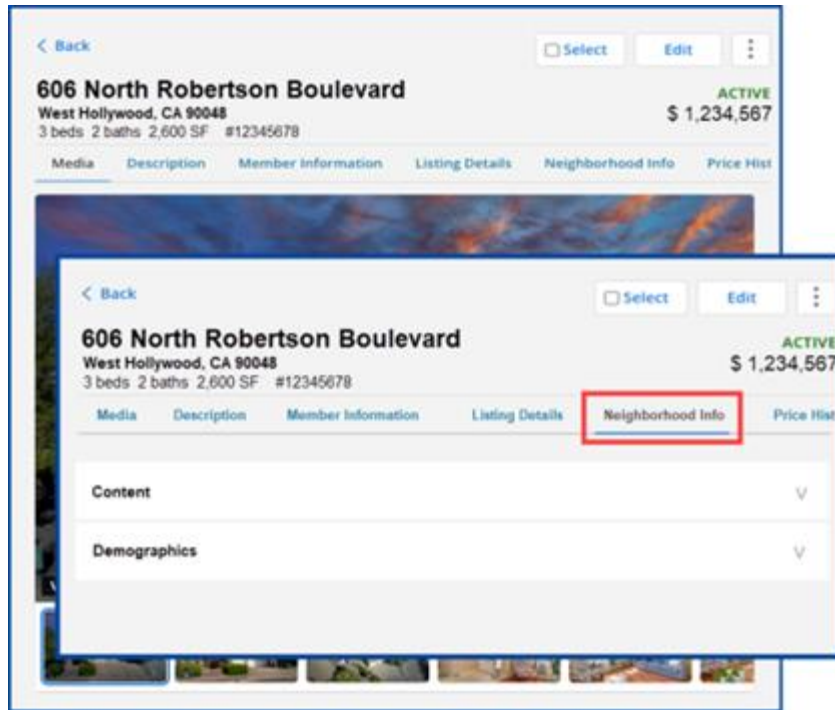 < Back
Select Edit
606 North Robertson Boulevard
ACTIVE
West Hollywood, CA 90048
$ 1,234,567
3 beds 2 baths 2,600 SF #12345678
Media Description Member Information Listing Details Neighborhood Info Price Hist
< Back
Select Edit
606 North Robertson Boulevard
ACTIVE
West Hollywood, CA 90048
$ 1,234,567
3 beds 2 baths 2,600 SF #12345678
Media Description Member Information Listing Details Neighborhood Info Price Hist
Content
Demographics